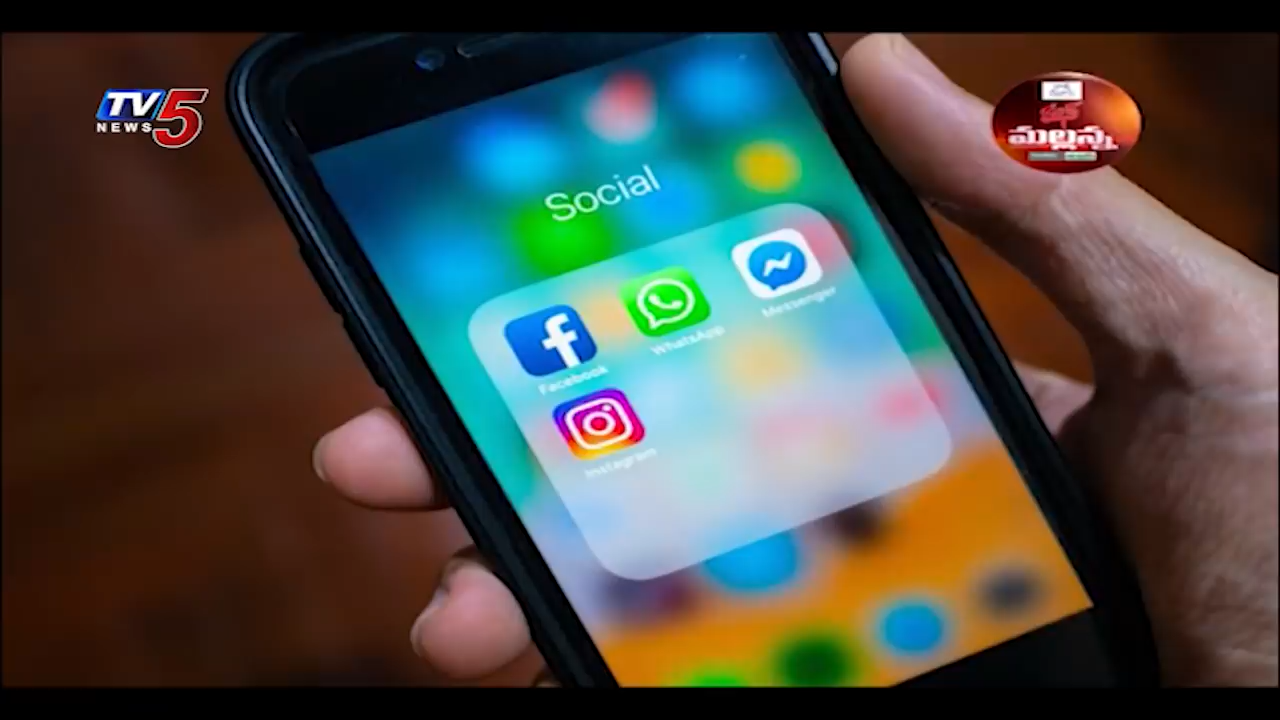 TV5
NEWS
మల్లన్న
Social
Facebook
WhatsApp
Messenger
Instagram